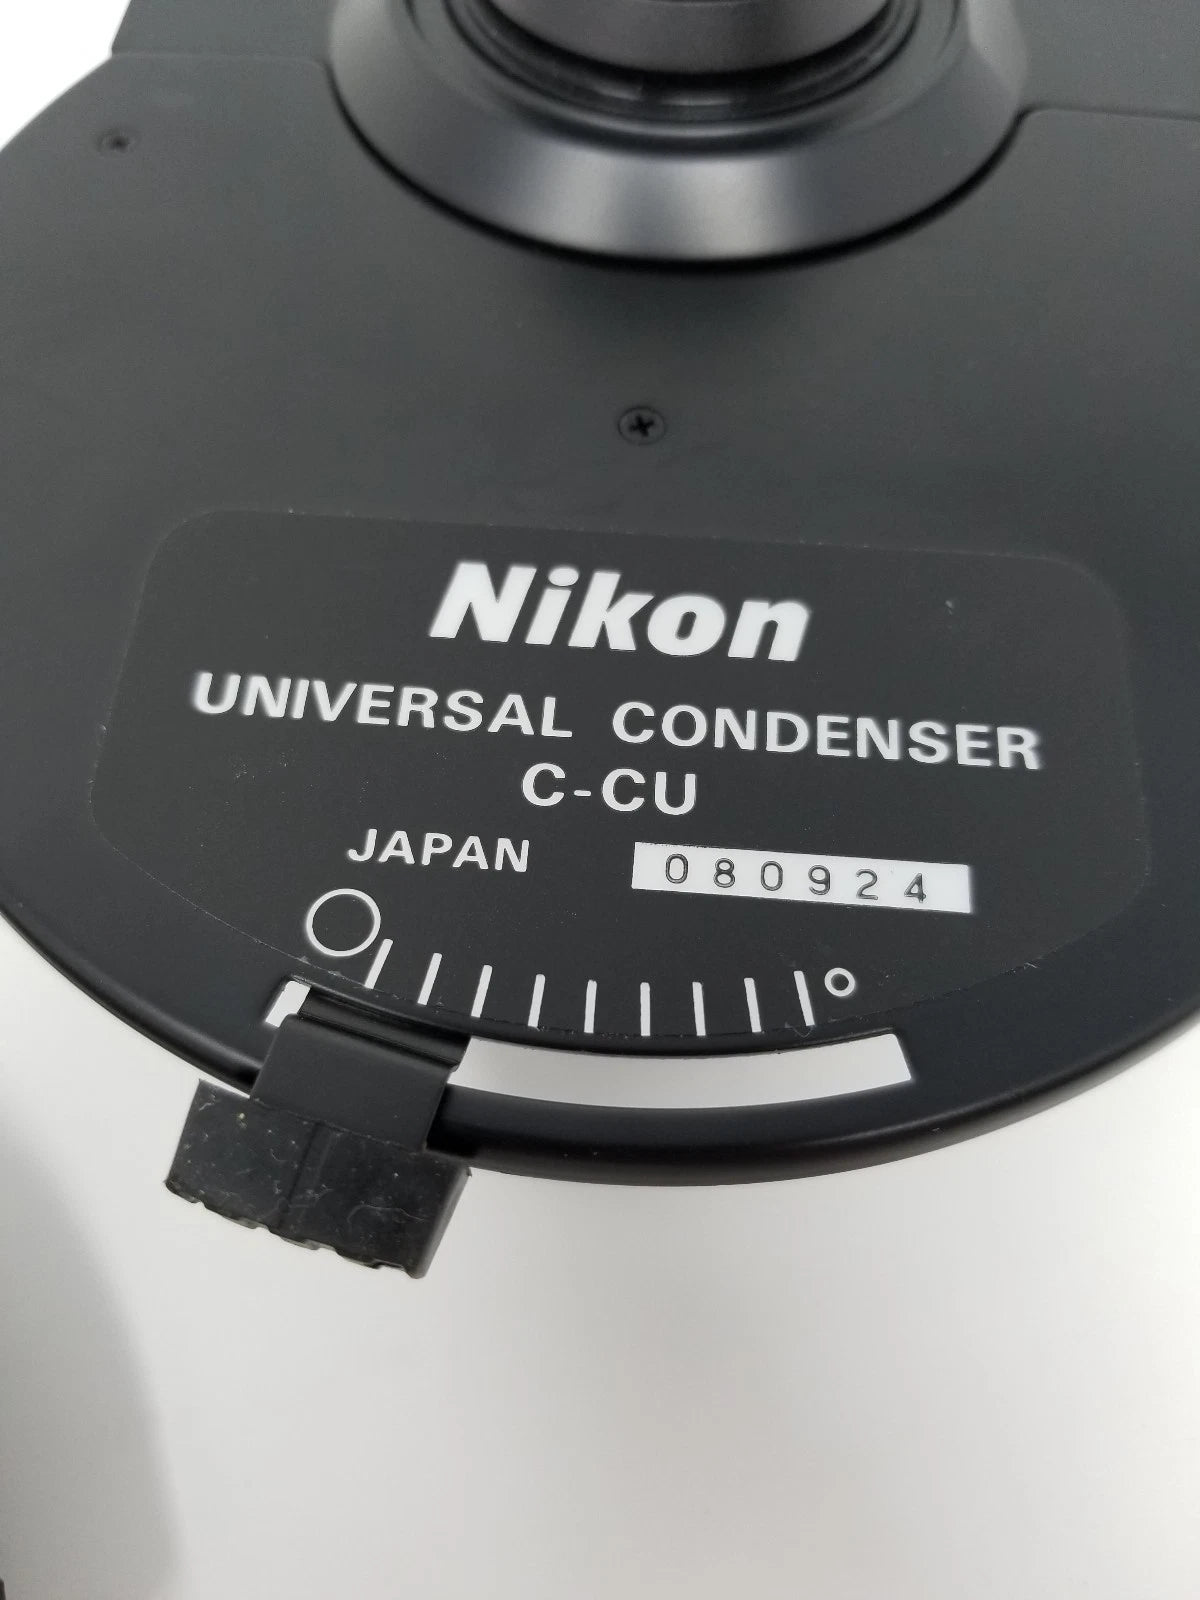 Nikon
UNIVERSAL CONDENSER
C-CU
JAPAN 080924